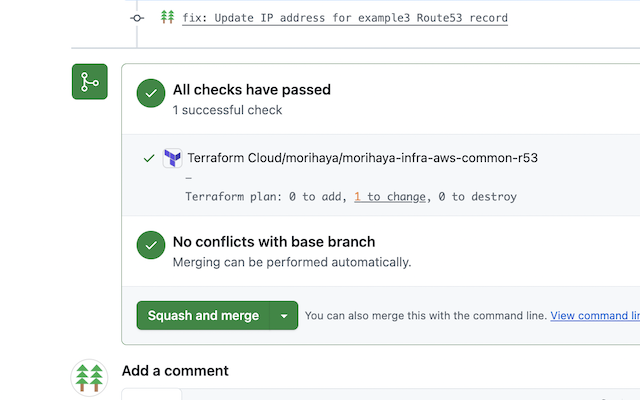 fix: Update IP address for example3 Route53 record
All checks have passed
1 successful check
Terraform Cloud/morihaya/morihaya-infra-aws-common-r53
—
Terraform plan: 0 to add, 1 to change, 0 to destroy
No conflicts with base branch
Merging can be performed automatically.
Squash and merge
You can also merge this with the command line. View command lin
Add a comment